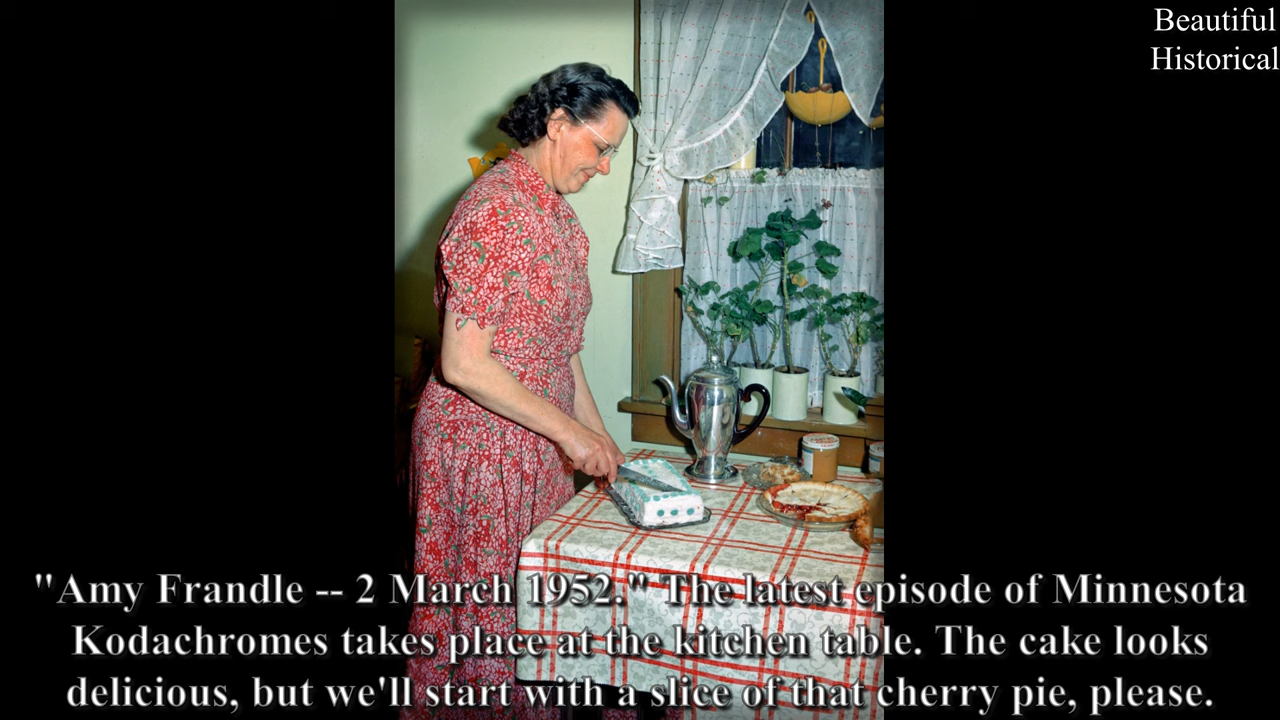 Beautiful
Historical
"Amy Frandle -- 2 March 1952." The latest episode of Minnesota
Kodachromes takes place at the kitchen table. The cake looks
delicious, but we'll start with a slice of that cherry pie, please.